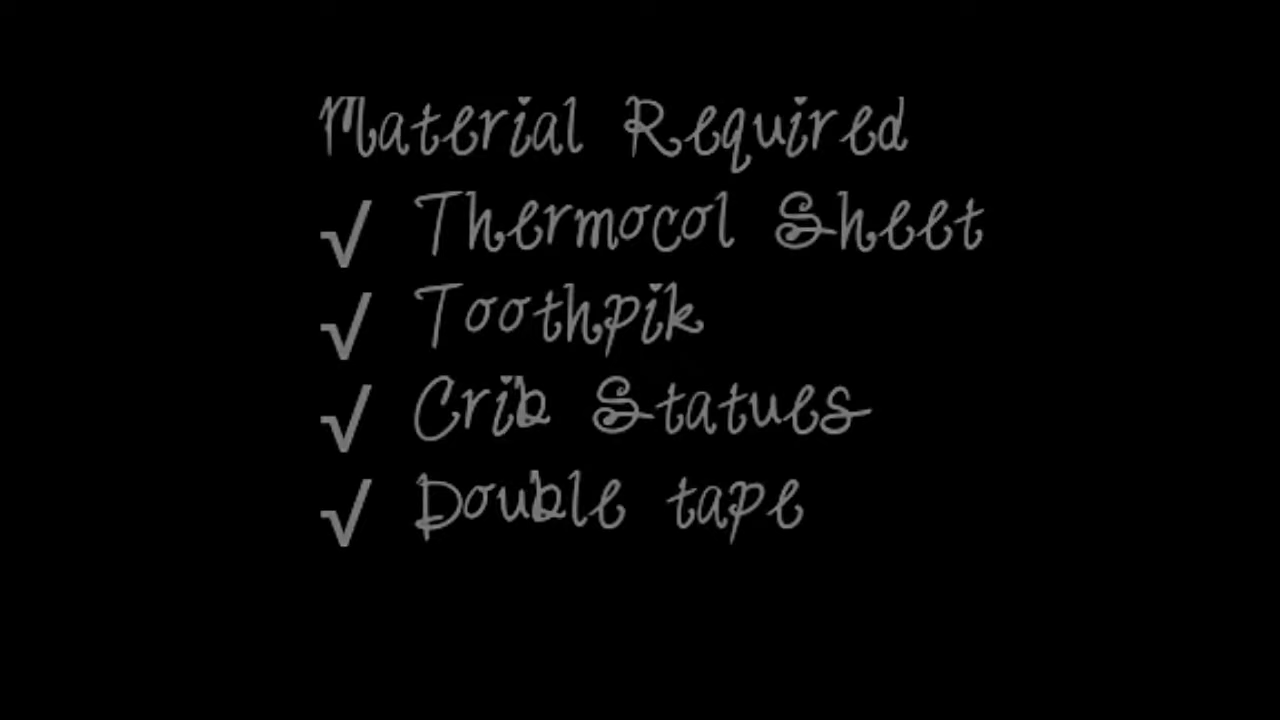 Material Required
√ Thermocol Sheet
√ Toothpik
√ Crib Statues
√ Double tape